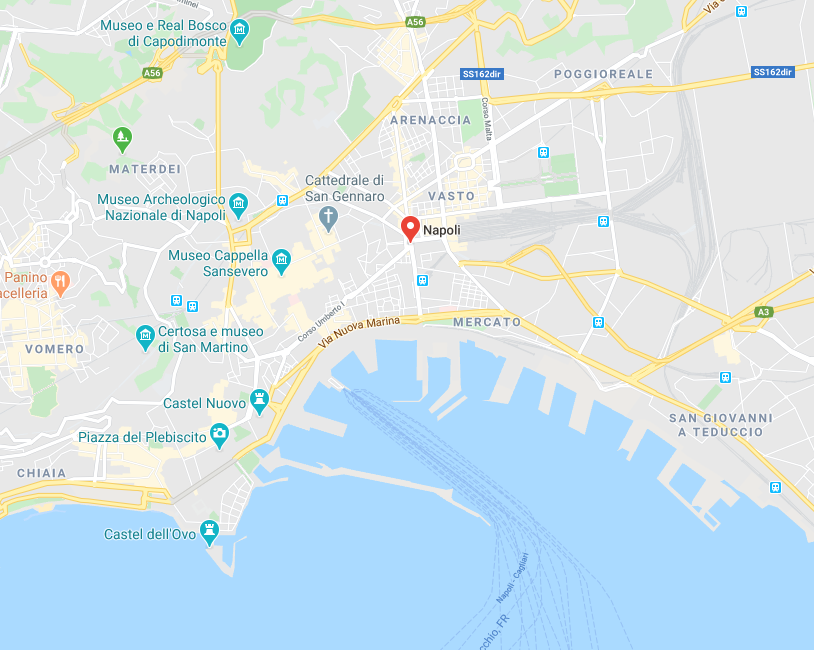 Museo e Real Bosco
di Capodimonte
A56
A56
SS162dir
POGGIOREALE
SS162dir
Corso Malta
ARENACCIA
MATERDEI
Cattedrale di
San Gennaro
VASTO
Museo Archeologico
Nazionale di Napoli
Napoli
Museo Cappella
Sansevero
Panino
acelleria
Corso Umberto I
A3
Via Nuova Marina
MERCATO
Certosa e museo
di San Martino
VOMERO
Castel Nuovo
SAN GIOVANNI
A TEDUCCIO
Piazza del Plebiscito
CHIAIA
Castel dell'Ovo
Napoli - Cagliari
cchio, FR